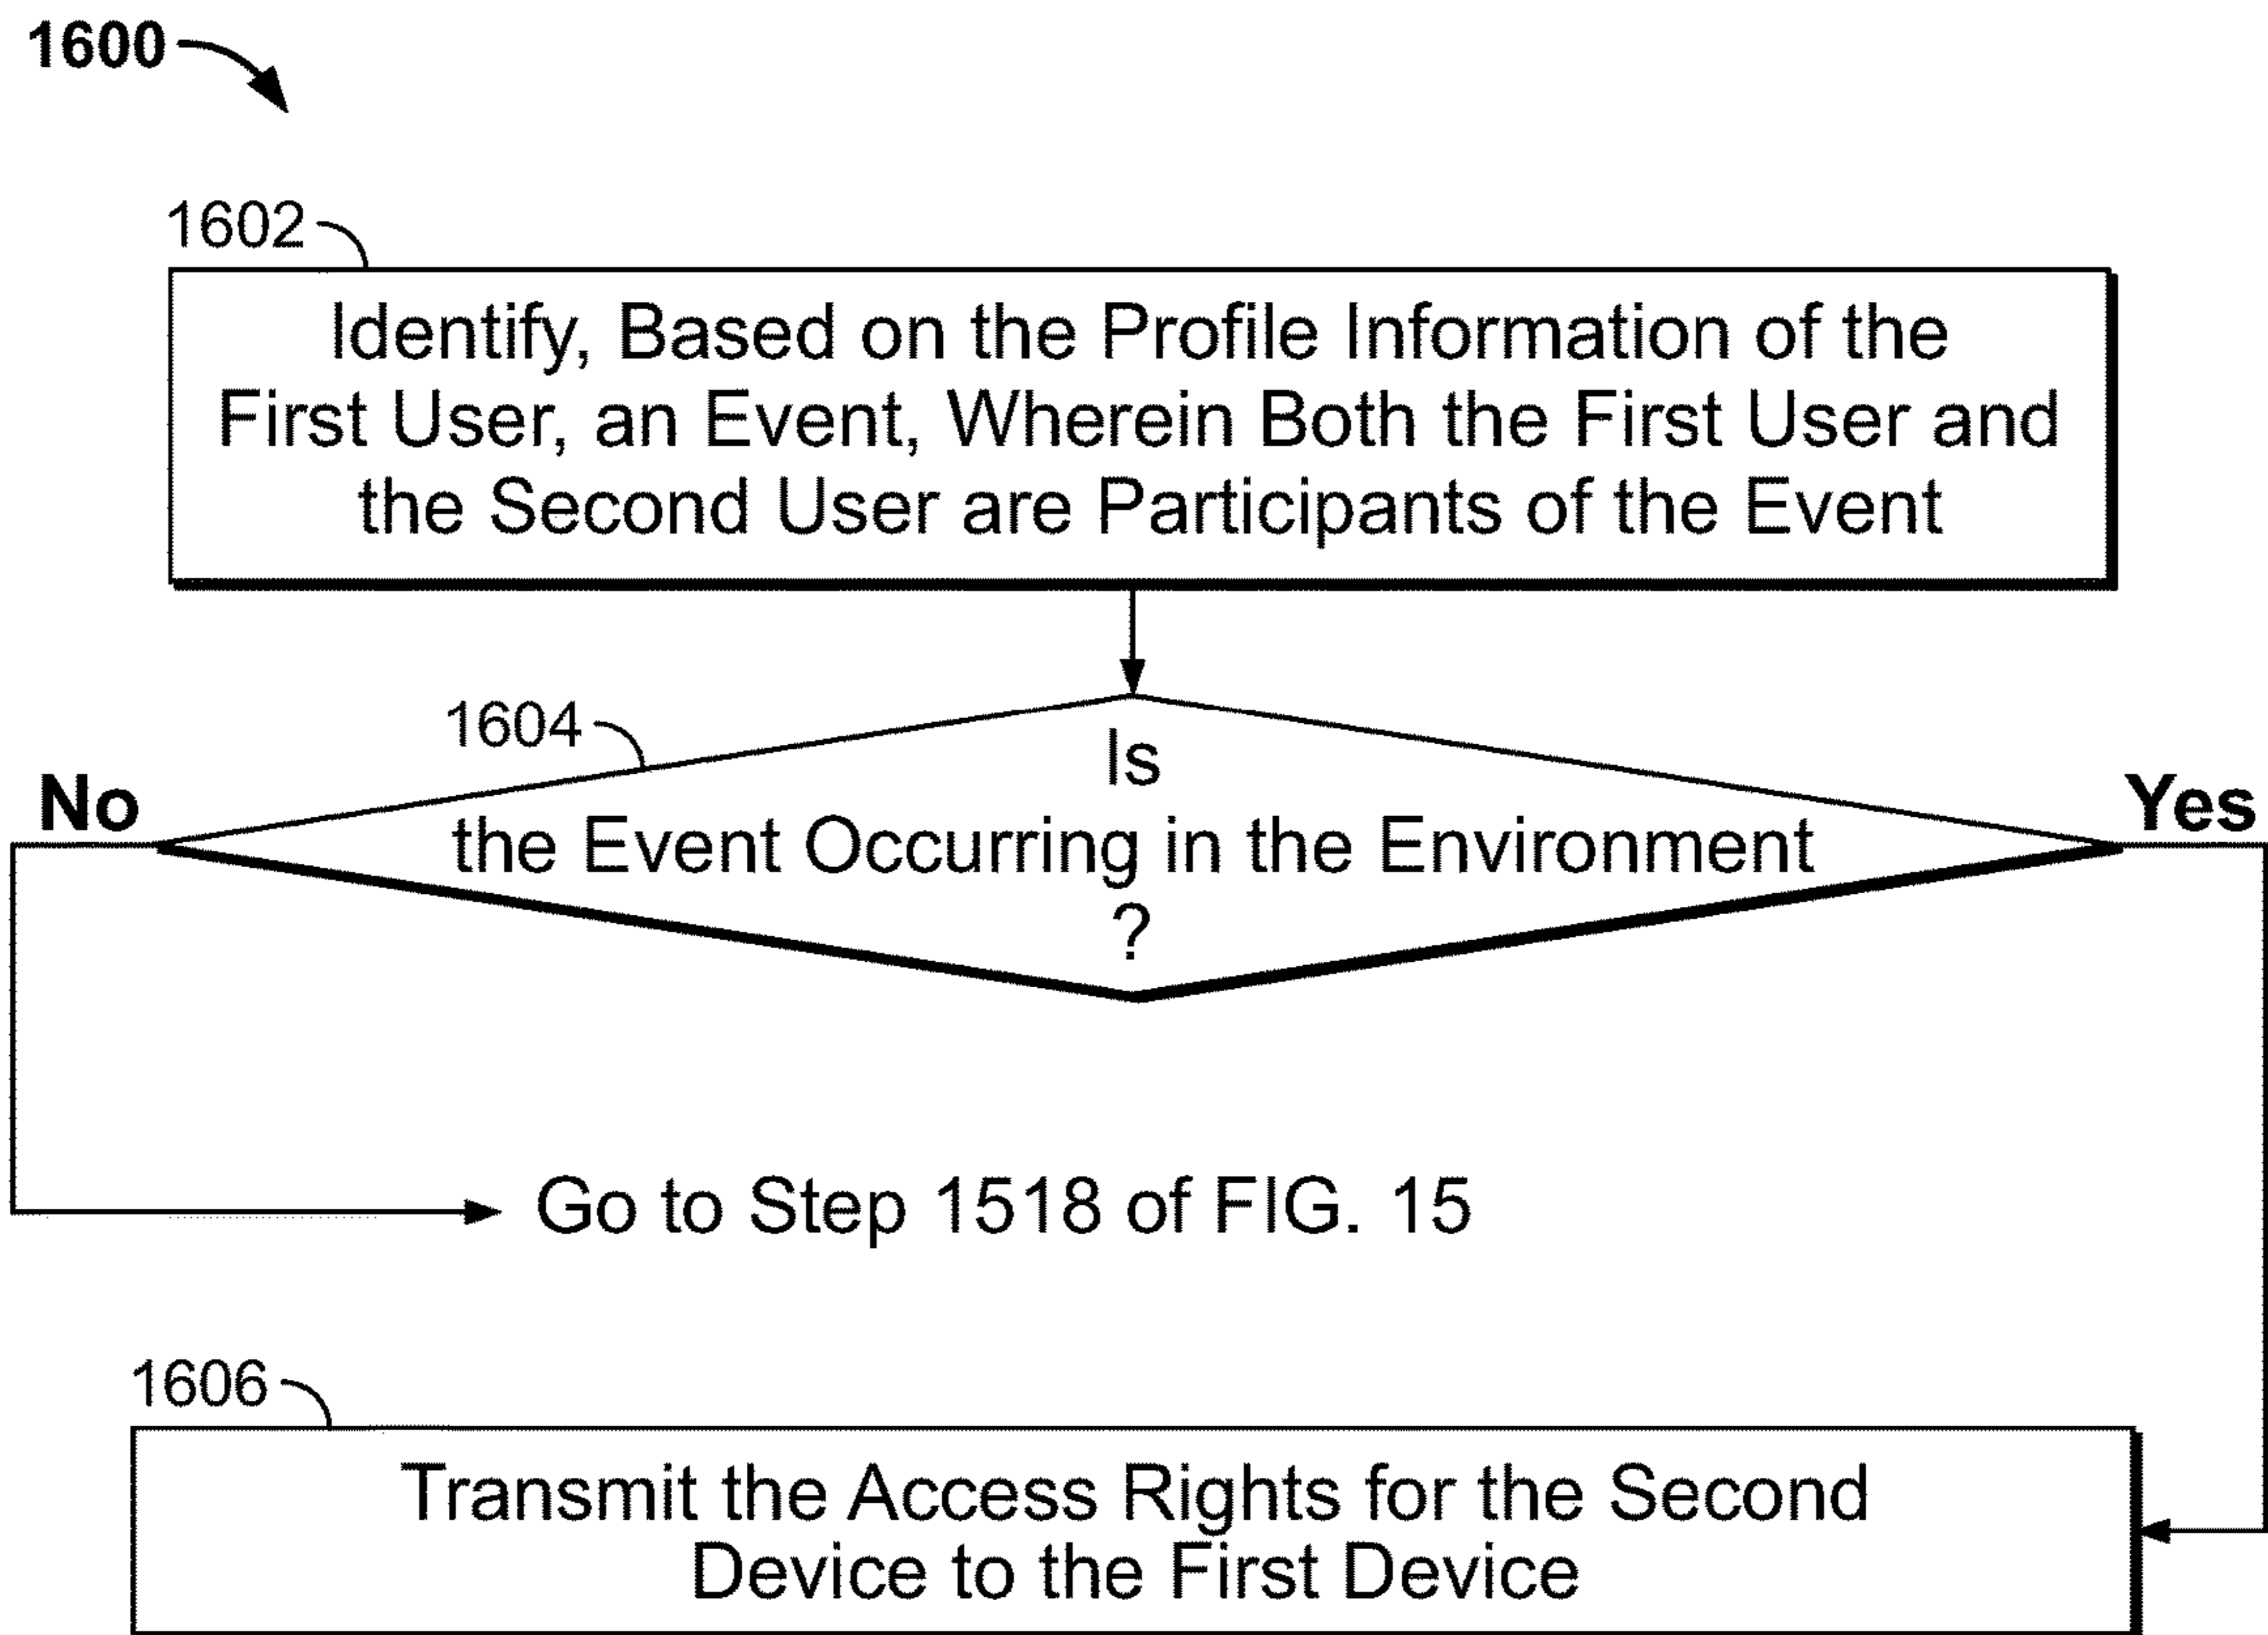 1600
1602
Identify, Based on the Profile Information of the
First User, an Event, Wherein Both the First User and
the Second User are Participants of the Event
1604
Is
No
Yes
the Event Occurring in the Environment
?
Go to Step 1518 of FIG. 15
1606
Transmit the Access Rights for the Second
Device to the First Device